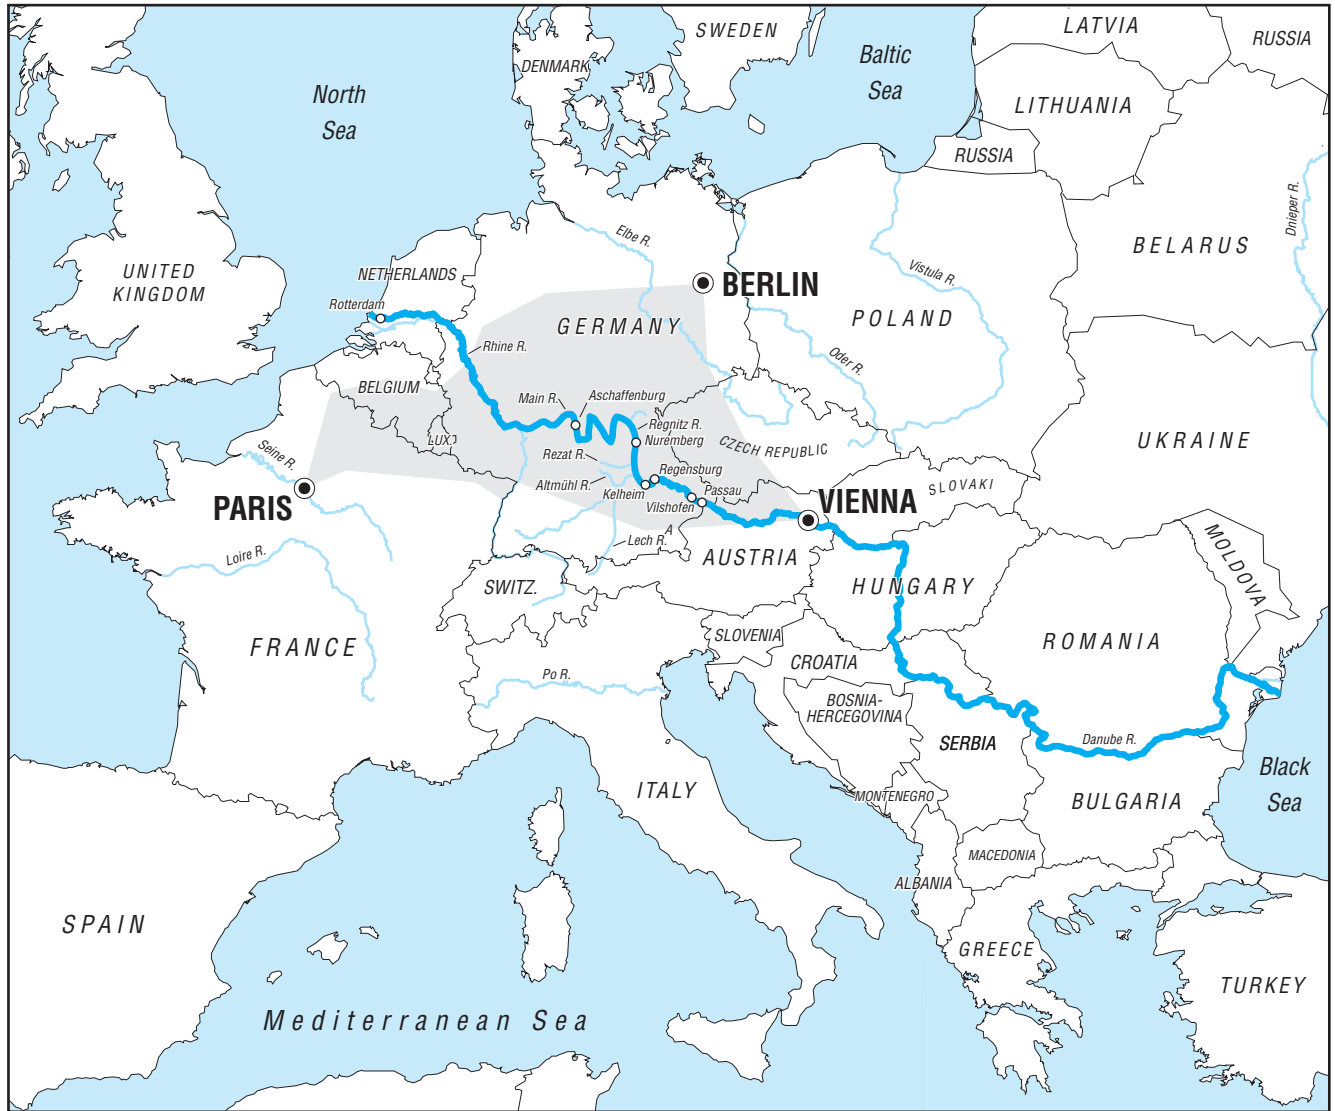 SWEDEN
LATVIA
RUSSIA
DENMARK
Baltic
Sea
North
Sea
LITHUANIA
RUSSIA
Dnieper R.
Elbe R.
BELARUS
UNITED
KINGDOM
NETHERLANDS
Vistula R.
BERLIN
Rotterdam
GERMANY
POLAND
Rhine R.
Oder R.
BELGIUM
Main R.
Aschaffenburg
Regnitz R.
Nuremberg
LUX.
CZECH REPUBLIC
UKRAINE
Seine R.
Rezat R.
Regensburg
Altmühl R.
Kelheim
Passau
SLOVAKI
PARIS
Vilshofen
VIENNA
A
Lech R.
Loire R.
AUSTRIA
MOLDOVA
SWITZ.
HUNGARY
FRANCE
SLOVENIA
ROMANIA
CROATIA
Po R.
BOSNIA-
HERCEGOVINA
SERBIA
Danube R.
Black
Sea
ITALY
MONTENEGRO
BULGARIA
MACEDONIA
ALBANIA
SPAIN
GREECE
TURKEY
Mediterranean Sea